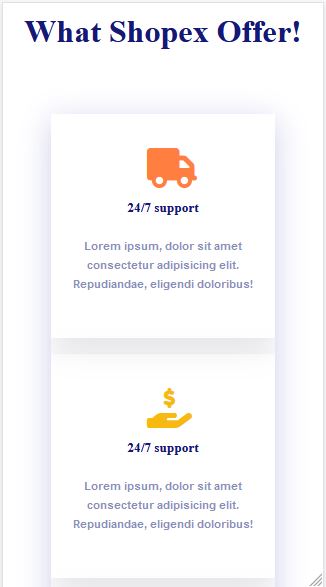 What Shopex Offer!
24/7 support
Lorem ipsum, dolor sit amet
consectetur adipisicing elit.
Repudiandae, eligendi doloribus!
$
24/7 support
Lorem ipsum, dolor sit amet
consectetur adipisicing elit.
Repudiandae, eligendi doloribus!